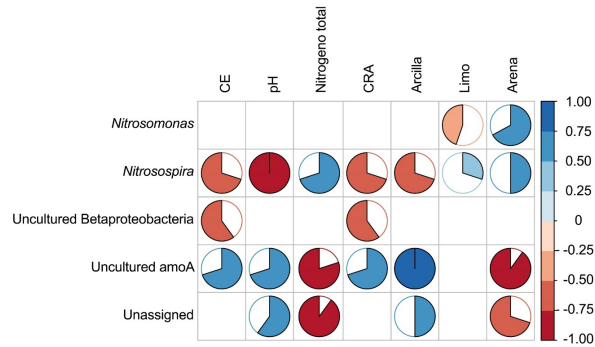 CE
pH
Nitrogeno total
CRA
Arcilla
Limo
Arena
Nitrosomonas
Nitrosospira
Uncultured Betaproteobacteria
Uncultured amoA
Unassigned
1.00
0.75
0.50
0.25
0
-0.25
-0.50
-0.75
-1.00